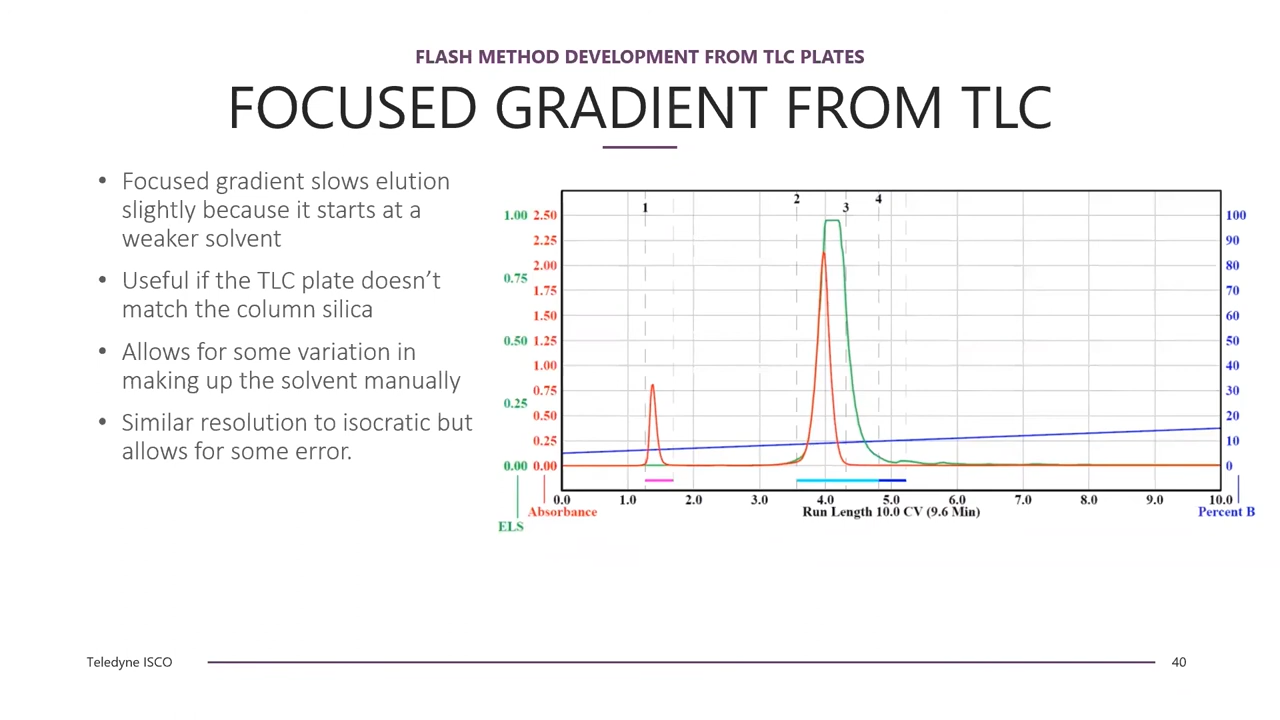 FLASH METHOD DEVELOPMENT FROM TLC PLATES
FOCUSED GRADIENT FROM TLC
• Focused gradient slows elution
slightly because it starts at a
weaker solvent
• Useful if the TLC plate doesn’t
match the column silica
• Allows for some variation in
making up the solvent manually
• Similar resolution to isocratic but
allows for some error.
1 2 3 4
1.00 2.50 100
2.25 90
0.75 2.00 80
1.75 70
1.50 60
0.50 1.25 50
1.00 40
0.25 0.75 30
0.50 20
0.25 10
0.00 0.00 0
0.0 1.0 2.0 3.0 4.0 5.0 6.0 7.0 8.0 9.0 10.0
Absorbance Run Length 10.0 CV (9.6 Min) Percent B
ELS
Teledyne ISCO 40